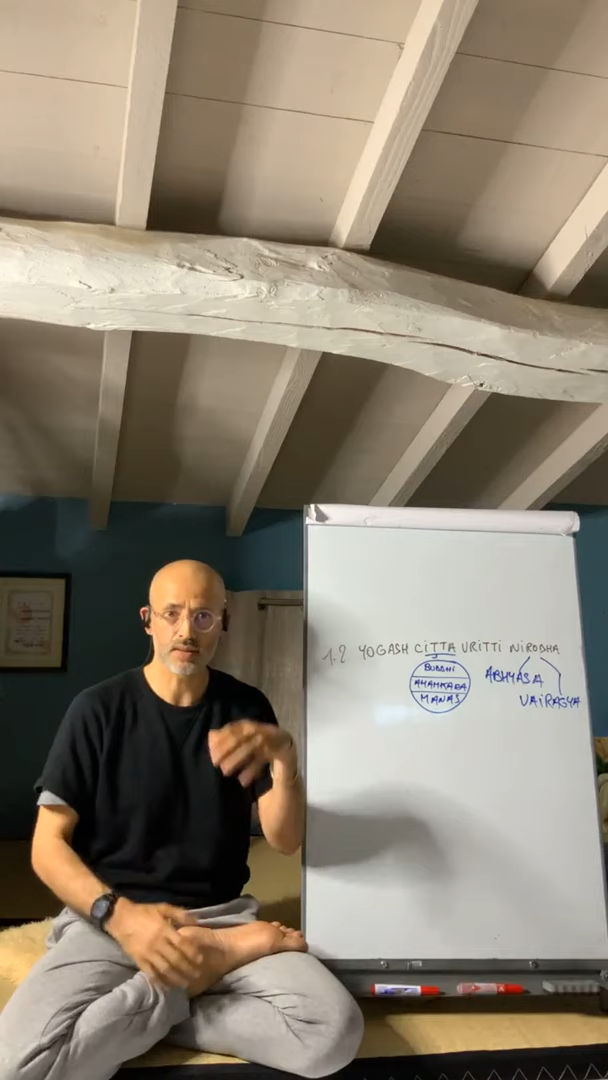 1.2 YOGASH CITTA VRITTI NIRODHA
BUDDHI
AHAMKARA
MANAS
ABHYASA
VAIRAGYA